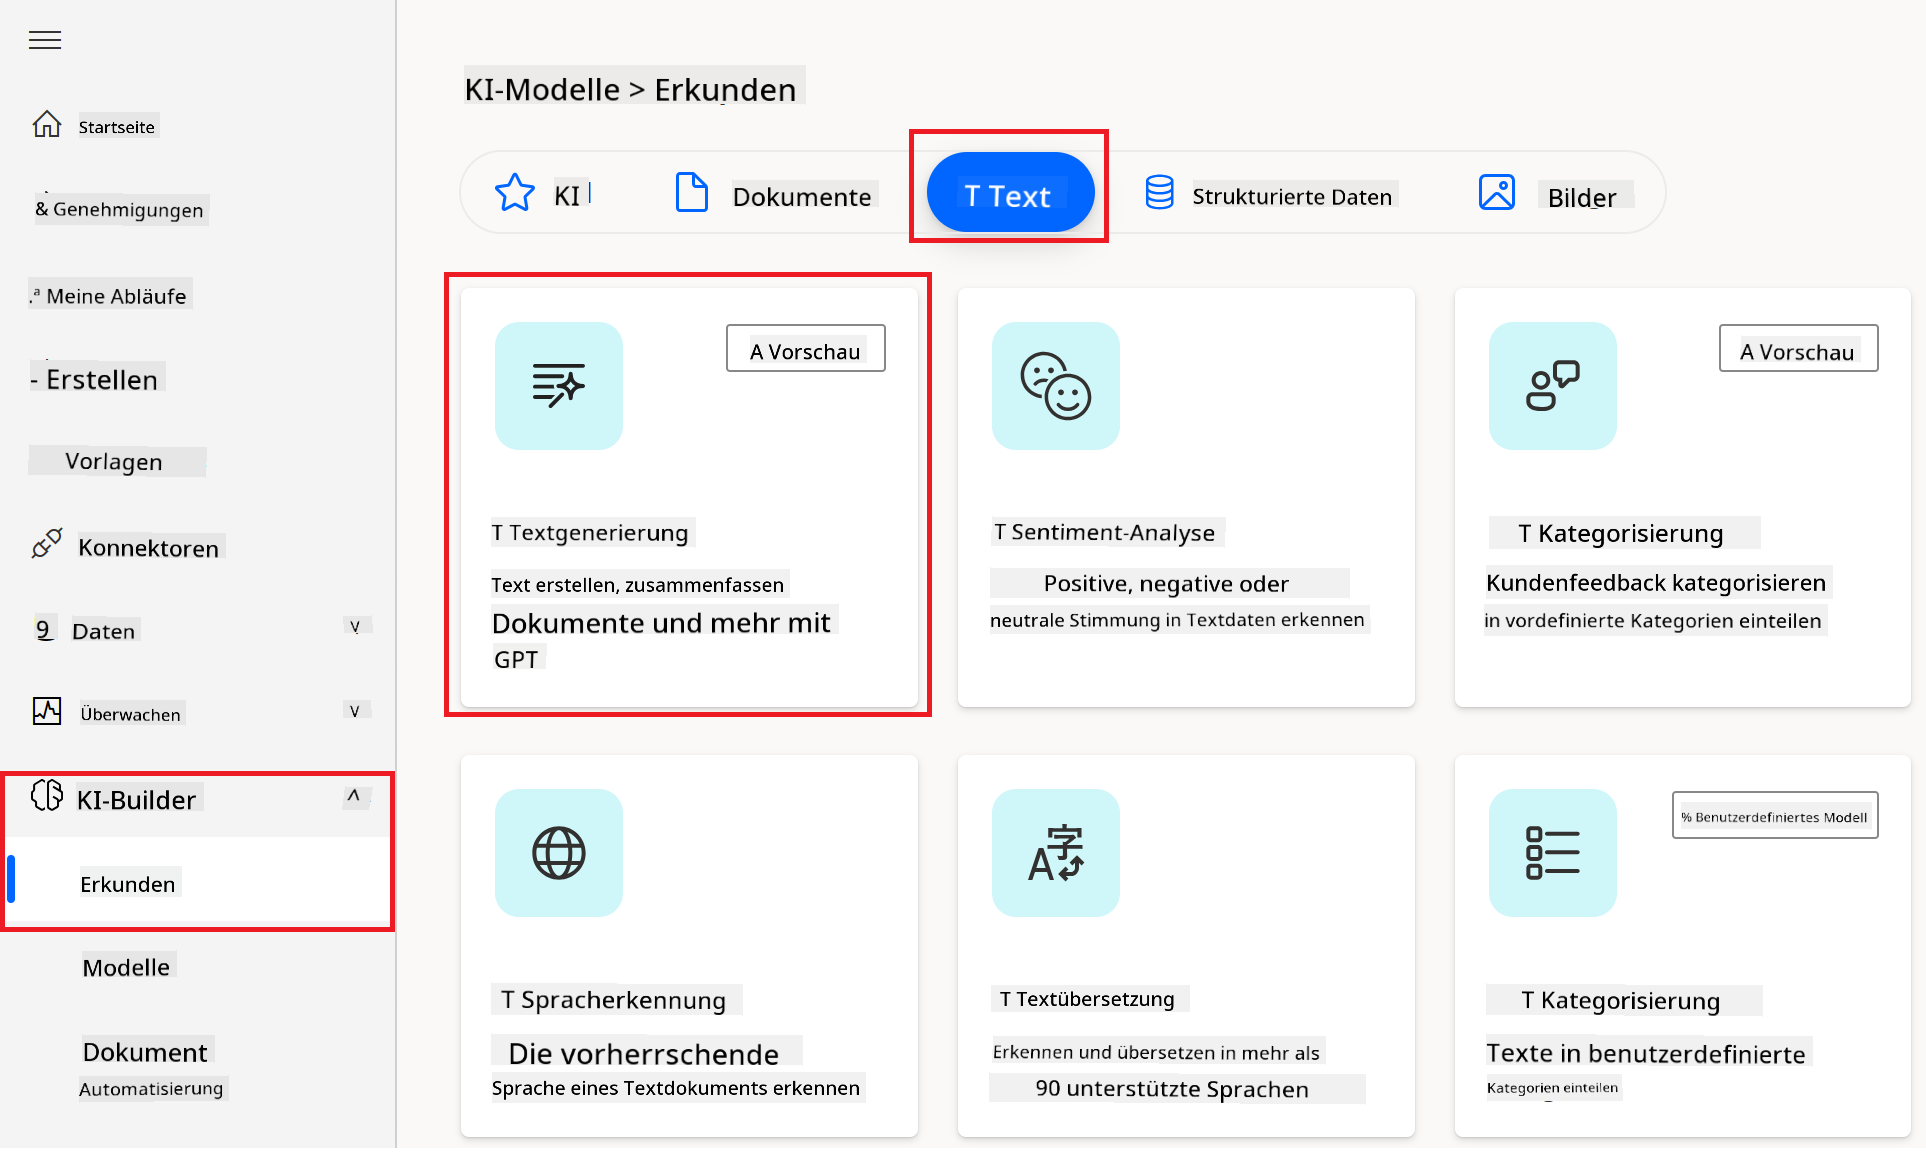 Startseite
& Genehmigungen
.ª Meine Abläufe
- Erstellen
Vorlagen
Konnektoren
9 Daten v
Überwachen v
KI-Builder ^
Erkunden
Modelle
Dokument
Automatisierung
KI-Modelle > Erkunden
KI |
Dokumente
T Text
Strukturierte Daten
Bilder
A Vorschau
T Textgenerierung
Text erstellen, zusammenfassen
Dokumente und mehr mit
GPT
T Sentiment-Analyse
Positive, negative oder
neutrale Stimmung in Textdaten erkennen
A Vorschau
T Kategorisierung
Kundenfeedback kategorisieren
in vordefinierte Kategorien einteilen
T Spracherkennung
Die vorherrschende
Sprache eines Textdokuments erkennen
A字
T Textübersetzung
Erkennen und übersetzen in mehr als
90 unterstützte Sprachen
% Benutzerdefiniertes Modell
T Kategorisierung
Texte in benutzerdefinierte
Kategorien einteilen